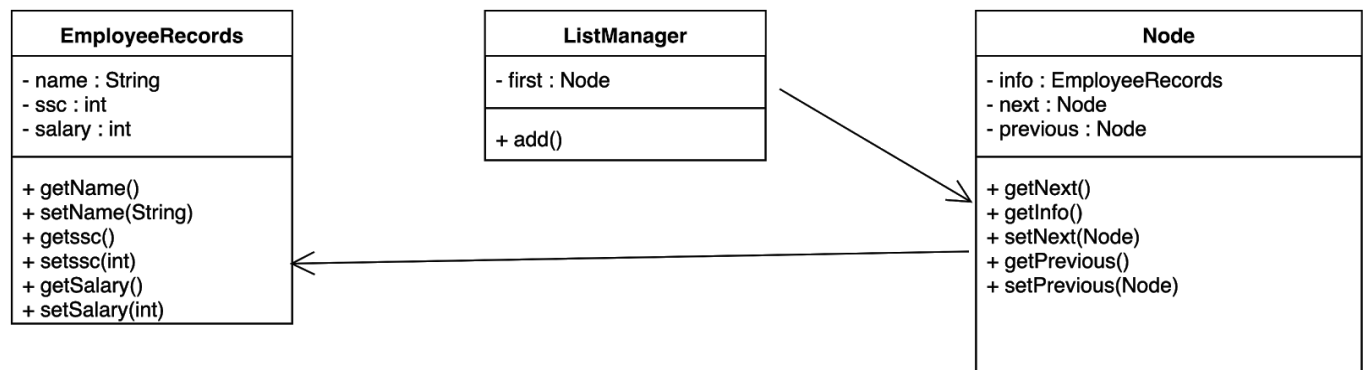 EmployeeRecords
- name : String
- ssc : int
- salary : int
+ getName()
+ setName(String)
+ getssc()
+ setssc(int)
+ getSalary()
+ setSalary(int)
ListManager
- first : Node
+ add()
Node
- info : EmployeeRecords
- next : Node
- previous : Node
+ getNext()
+ getInfo()
+ setNext(Node)
+ getPrevious()
+ setPrevious(Node)